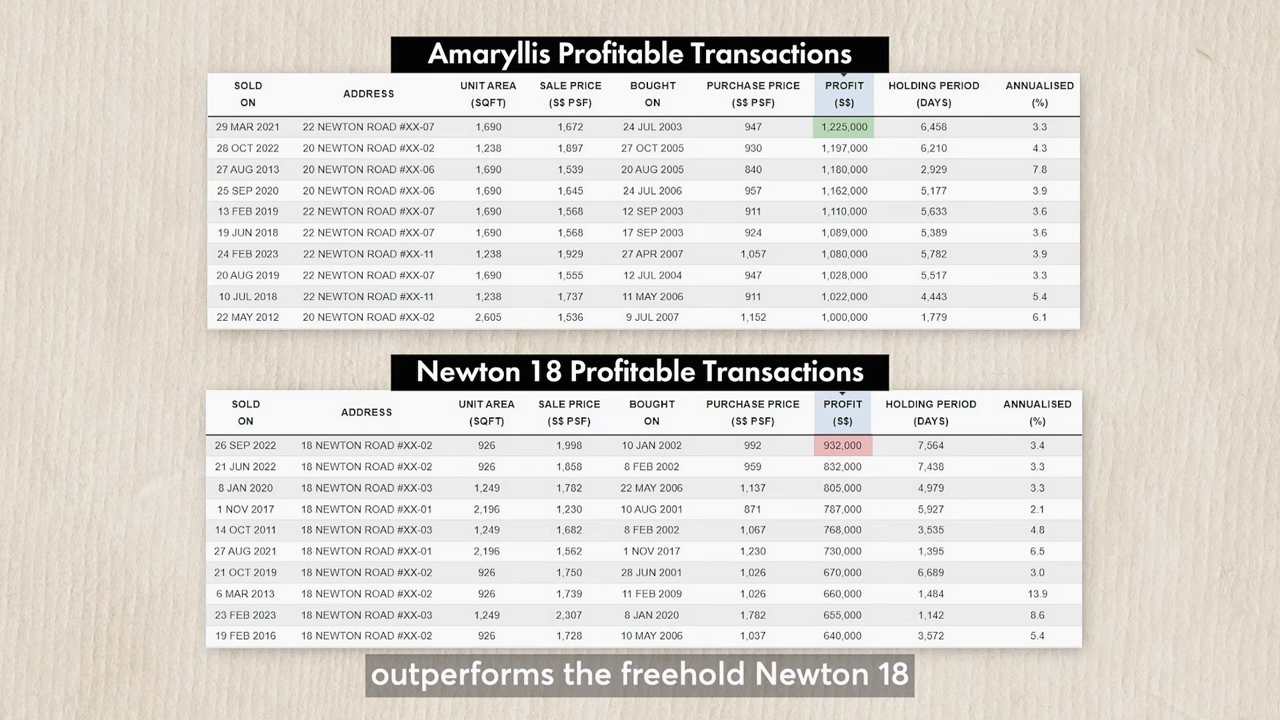 Amaryllis Profitable Transactions
SOLD ON ADDRESS UNIT AREA (SQFT) SALE PRICE (S$ PSF) BOUGHT ON PURCHASE PRICE (S$ PSF) PROFIT (S$) HOLDING PERIOD (DAYS) ANNUALISED (%)
29 MAR 2021 22 NEWTON ROAD #XX-07 1,690 1,672 24 JUL 2003 947 1,225,000 6,458 3.3
28 OCT 2022 20 NEWTON ROAD #XX-02 1,238 1,897 27 OCT 2005 930 1,197,000 6,210 4.3
27 AUG 2013 20 NEWTON ROAD #XX-06 1,690 1,539 20 AUG 2005 840 1,180,000 2,929 7.8
25 SEP 2020 20 NEWTON ROAD #XX-06 1,690 1,645 24 JUL 2006 957 1,162,000 5,177 3.9
13 FEB 2019 22 NEWTON ROAD #XX-07 1,690 1,568 12 SEP 2003 911 1,110,000 5,633 3.6
19 JUN 2018 22 NEWTON ROAD #XX-07 1,690 1,568 17 SEP 2003 924 1,089,000 5,389 3.6
24 FEB 2023 22 NEWTON ROAD #XX-11 1,238 1,929 27 APR 2007 1,057 1,080,000 5,782 3.9
20 AUG 2019 22 NEWTON ROAD #XX-07 1,690 1,555 12 JUL 2004 947 1,028,000 5,517 3.3
10 JUL 2018 22 NEWTON ROAD #XX-11 1,238 1,737 11 MAY 2006 911 1,022,000 4,443 5.4
22 MAY 2012 20 NEWTON ROAD #XX-02 2,605 1,536 9 JUL 2007 1,152 1,000,000 1,779 6.1
Newton 18 Profitable Transactions
SOLD ON ADDRESS UNIT AREA (SQFT) SALE PRICE (S$ PSF) BOUGHT ON PURCHASE PRICE (S$ PSF) PROFIT (S$) HOLDING PERIOD (DAYS) ANNUALISED (%)
26 SEP 2022 18 NEWTON ROAD #XX-02 926 1,998 10 JAN 2002 992 932,000 7,564 3.4
21 JUN 2022 18 NEWTON ROAD #XX-02 926 1,858 8 FEB 2002 959 832,000 7,438 3.3
8 JAN 2020 18 NEWTON ROAD #XX-03 1,249 1,782 22 MAY 2006 1,137 805,000 4,979 3.3
1 NOV 2017 18 NEWTON ROAD #XX-01 2,196 1,230 10 AUG 2001 871 787,000 5,927 2.1
14 OCT 2011 18 NEWTON ROAD #XX-03 1,249 1,682 8 FEB 2002 1,067 768,000 3,535 4.8
27 AUG 2021 18 NEWTON ROAD #XX-01 2,196 1,562 1 NOV 2017 1,230 730,000 1,395 6.5
21 OCT 2019 18 NEWTON ROAD #XX-02 926 1,750 28 JUN 2001 1,026 670,000 6,689 3.0
6 MAR 2013 18 NEWTON ROAD #XX-02 926 1,739 11 FEB 2009 1,026 660,000 1,484 13.9
23 FEB 2023 18 NEWTON ROAD #XX-03 1,249 2,307 8 JAN 2020 1,782 655,000 1,142 8.6
19 FEB 2016 18 NEWTON ROAD #XX-02 926 1,728 10 MAY 2006 1,037 640,000 3,572 5.4
outperforms the freehold Newton 18